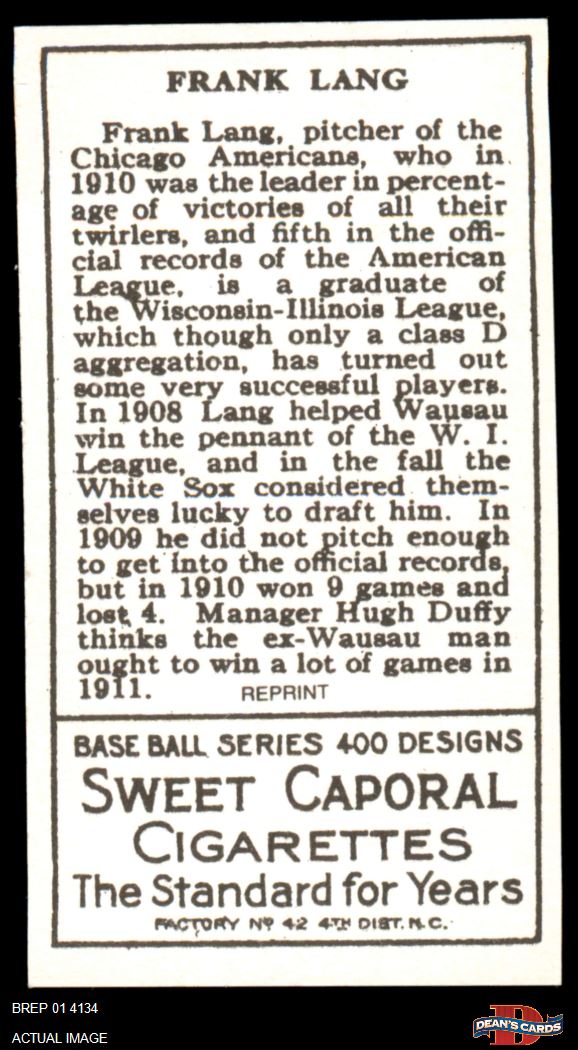 FRANK LANG
Frank Lang, pitcher of the
Chicago Americans, who in
1910 was the leader in percent-
age of victories of all their
twirlers, and fifth in the offi-
cial records of the American
League, is a graduate of
the Wisconsin-Illinois League,
which though only a class D
aggregation, has turned out
some very successful players.
In 1908 Lang helped Wausau
win the pennant of the W. I.
League, and in the fall the
White Sox considered them-
selves lucky to draft him. In
1909 he did not pitch enough
to get into the official records,
but in 1910 won 9 games and
lost 4. Manager Hugh Duffy
thinks the ex-Wausau man
ought to win a lot of games in
1911. REPRINT
BASE BALL SERIES 400 DESIGNS
SWEET CAPORAL
CIGARETTES
The Standard for Years
FACTORY Nº 42 4TH DIST. N.C.
BREP 01 4134
ACTUAL IMAGE
D
DEAN'S CARDS